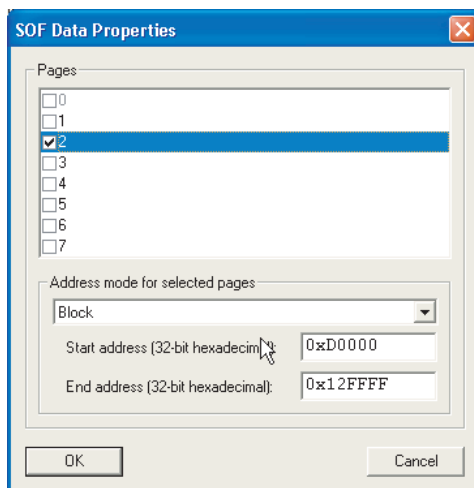 SOF Data Properties
Pages
0
1
2
3
4
5
6
7
Address mode for selected pages
Block
Start address (32-bit hexadecimal): 0xD0000
End address (32-bit hexadecimal): 0x12FFFF
OK Cancel